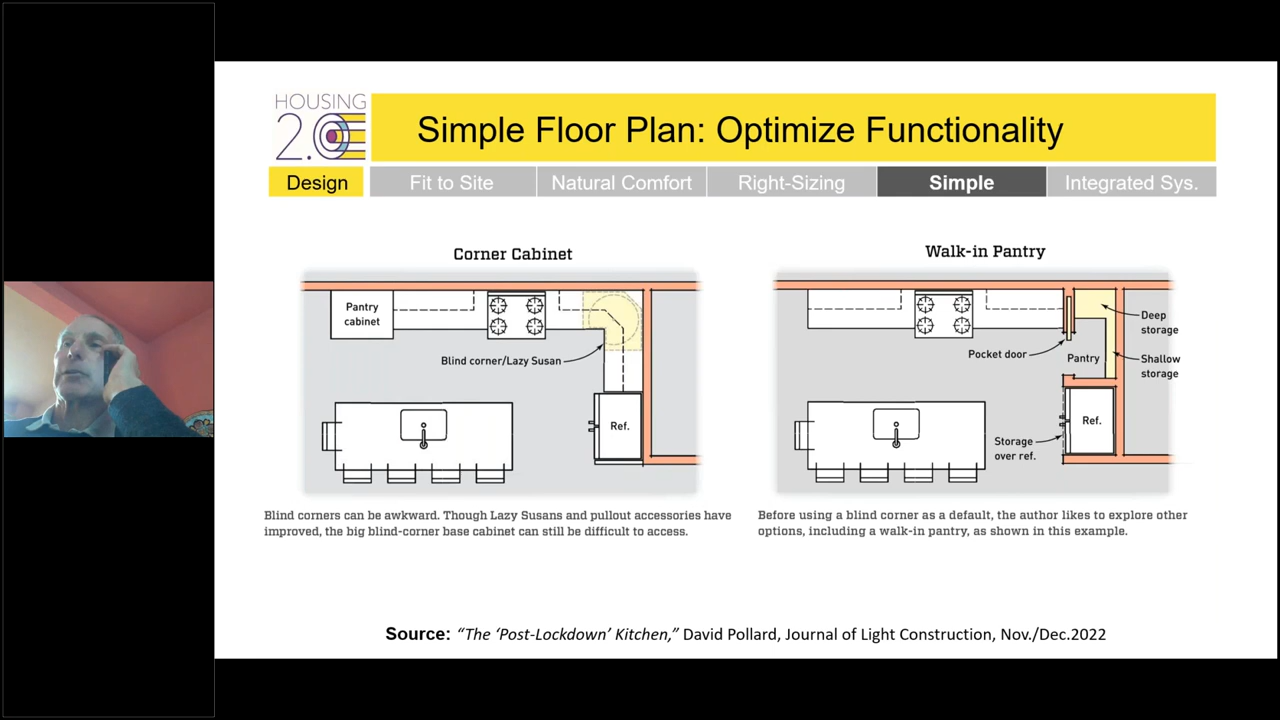 HOUSING
2.0
Simple Floor Plan: Optimize Functionality
Design
Fit to Site
Natural Comfort
Right-Sizing
Simple
Integrated Sys.
Corner Cabinet
Pantry
cabinet
Blind corner/Lazy Susan
Ref.
Blind corners can be awkward. Though Lazy Susans and pullout accessories have
improved, the big blind-corner base cabinet can still be difficult to access.
Walk-in Pantry
Deep
storage
Pocket door
Pantry
Shallow
storage
Ref.
Storage
over ref.
Before using a blind corner as a default, the author likes to explore other
options, including a walk-in pantry, as shown in this example.
Source: “The ‘Post-Lockdown’ Kitchen,” David Pollard, Journal of Light Construction, Nov./Dec.2022